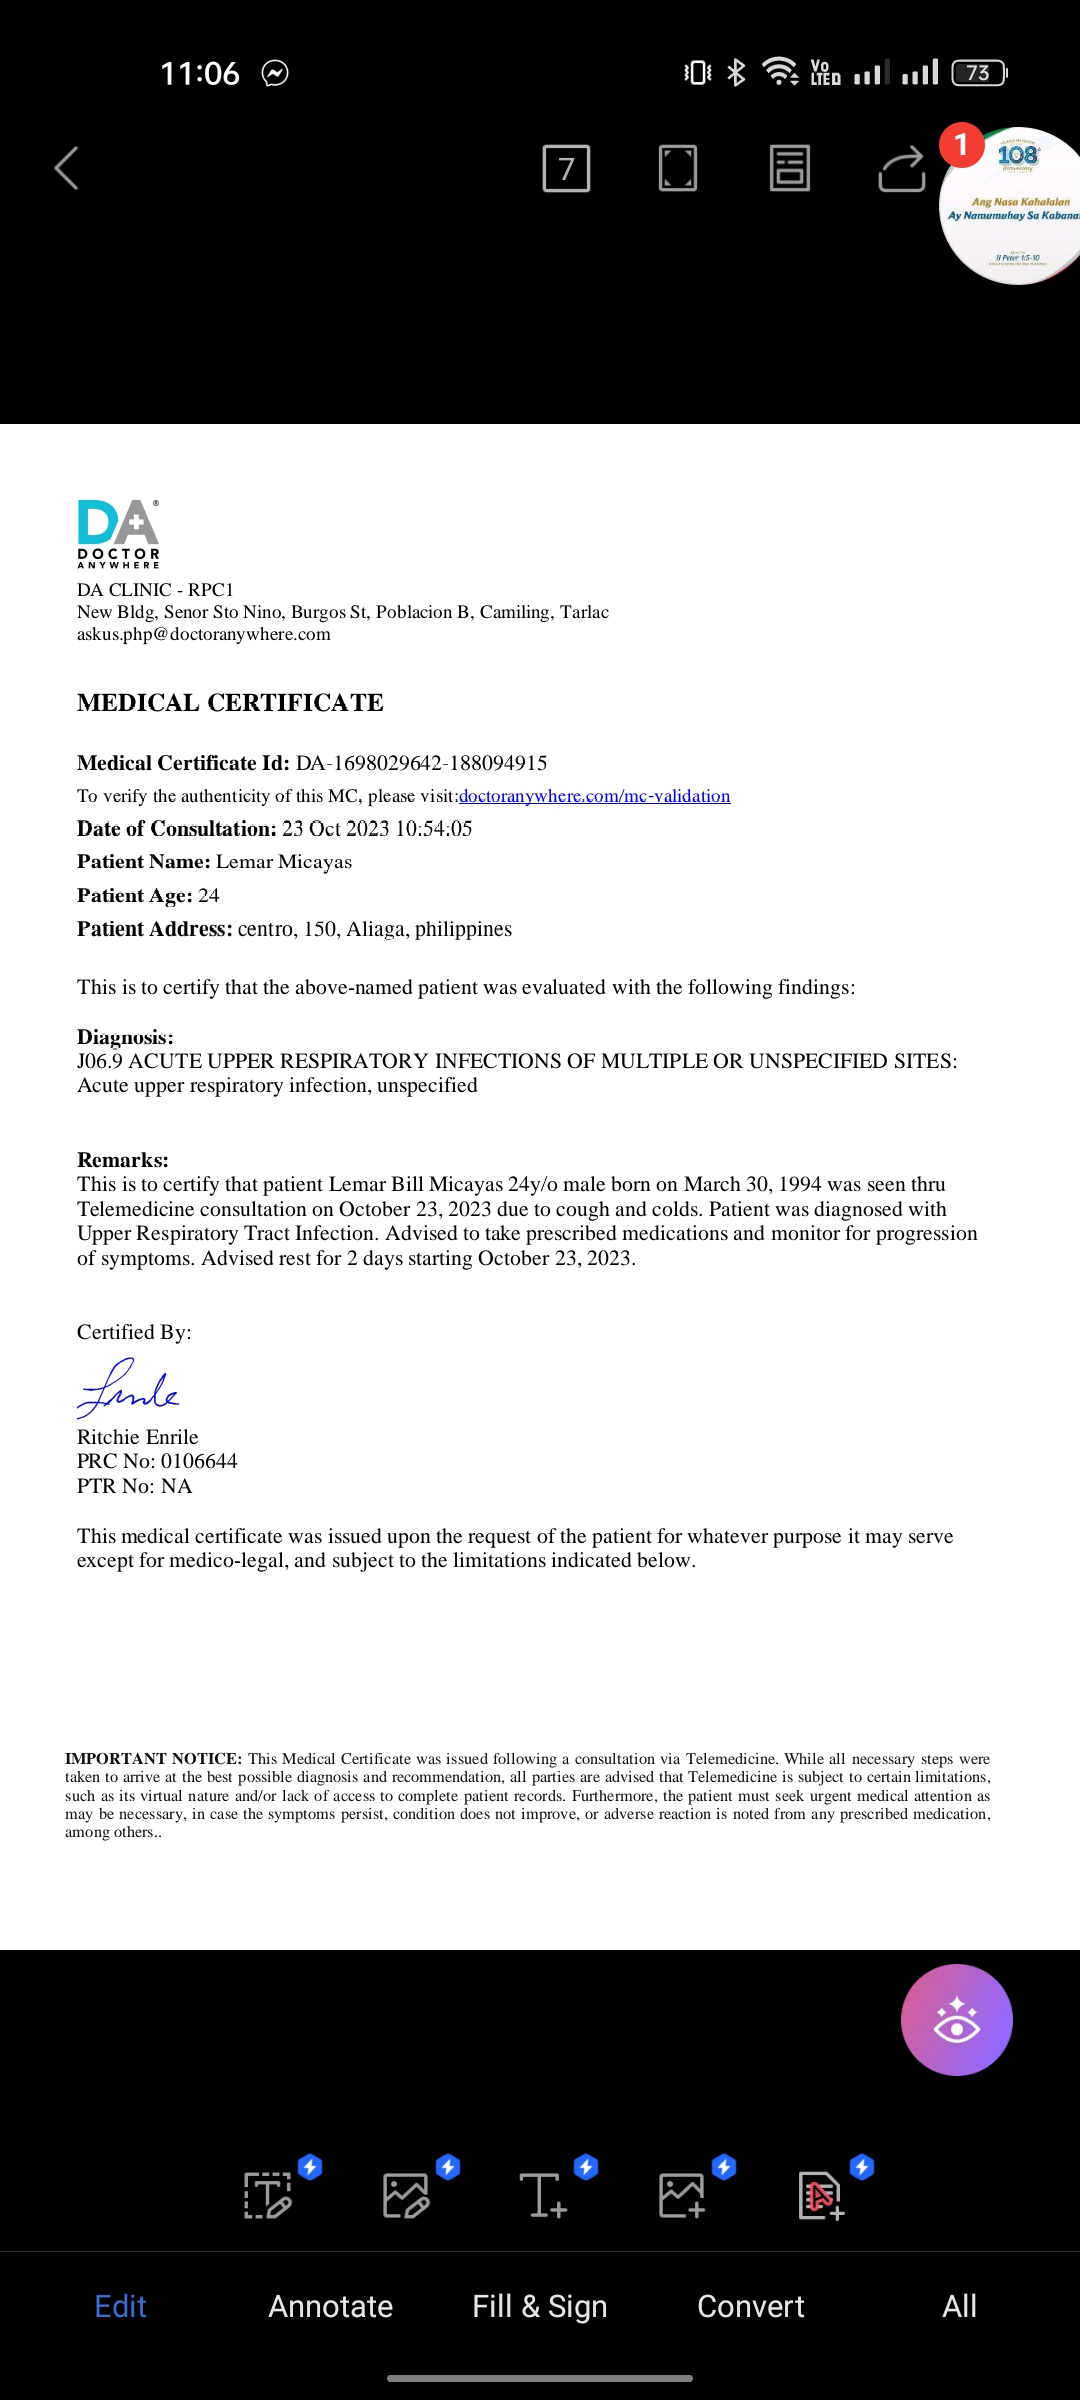 11:06
Vo
LTED
73
7
1
108
Ang Nasa Kahalalan
Ay Namumuhay Sa Kabana
II Peter 1:5-10
DA®
DOCTOR
ANYWHERE
DA CLINIC - RPC1
New Bldg, Senor Sto Nino, Burgos St, Poblacion B, Camiling, Tarlac
askus.php@doctoranywhere.com
MEDICAL CERTIFICATE
Medical Certificate Id: DA-1698029642-188094915
To verify the authenticity of this MC, please visit:doctoranywhere.com/mc-validation
Date of Consultation: 23 Oct 2023 10:54:05
Patient Name: Lemar Micayas
Patient Age: 24
Patient Address: centro, 150, Aliaga, philippines
This is to certify that the above-named patient was evaluated with the following findings:
Diagnosis:
J06.9 ACUTE UPPER RESPIRATORY INFECTIONS OF MULTIPLE OR UNSPECIFIED SITES:
Acute upper respiratory infection, unspecified
Remarks:
This is to certify that patient Lemar Bill Micayas 24y/o male born on March 30, 1994 was seen thru
Telemedicine consultation on October 23, 2023 due to cough and colds. Patient was diagnosed with
Upper Respiratory Tract Infection. Advised to take prescribed medications and monitor for progression
of symptoms. Advised rest for 2 days starting October 23, 2023.
Certified By:
Ritchie Enrile
PRC No: 0106644
PTR No: NA
This medical certificate was issued upon the request of the patient for whatever purpose it may serve
except for medico-legal, and subject to the limitations indicated below.
IMPORTANT NOTICE: This Medical Certificate was issued following a consultation via Telemedicine. While all necessary steps were
taken to arrive at the best possible diagnosis and recommendation, all parties are advised that Telemedicine is subject to certain limitations,
such as its virtual nature and/or lack of access to complete patient records. Furthermore, the patient must seek urgent medical attention as
may be necessary, in case the symptoms persist, condition does not improve, or adverse reaction is noted from any prescribed medication,
among others..
Edit
Annotate
Fill & Sign
Convert
All